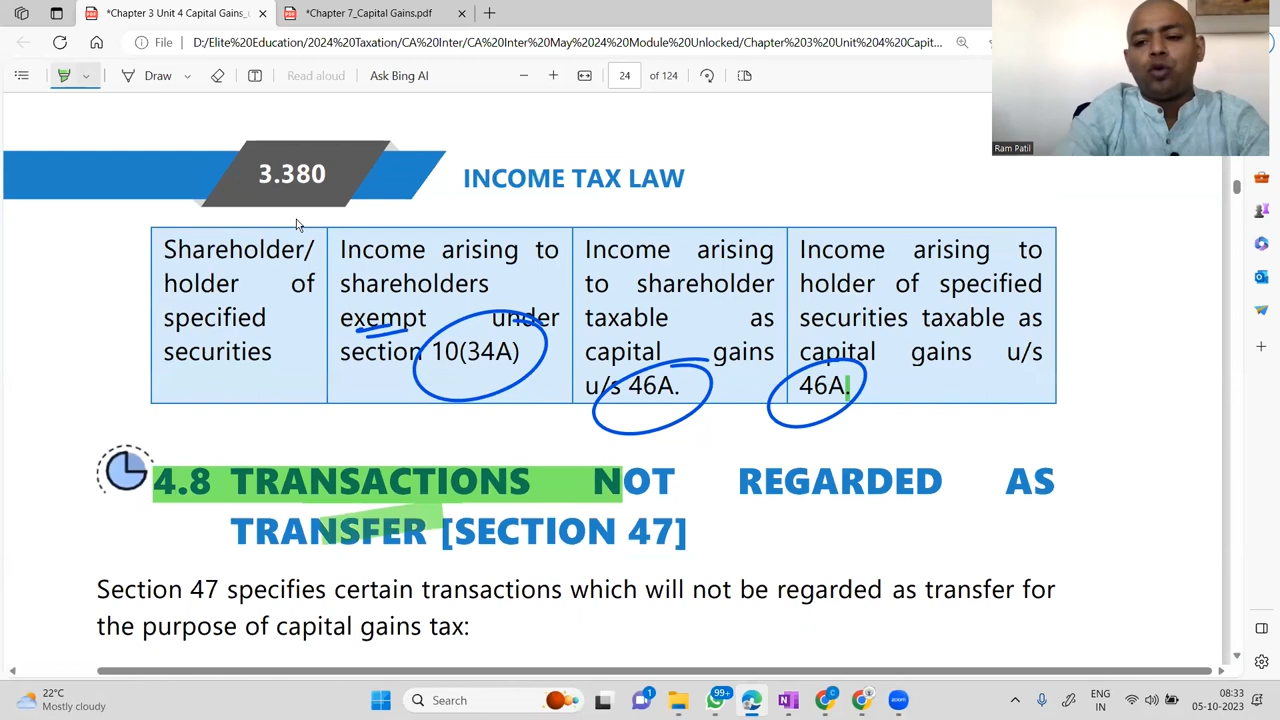 *Chapter 3 Unit 4 Capital Gains_
*Chapter 7_Capital Gains.pdf
File
D:/Elite%20Education/2024%20Taxation/CA%20Inter/CA%20Inter%20May%2024%20Module%20Unlocked/Chapter%203%20Unit%204%20Capit...
Draw
Read aloud
Ask Bing AI
24
of 124
Ram Patil
3.380
INCOME TAX LAW
Shareholder/
holder of
specified
securities
Income arising to
shareholders
exempt under
section 10(34A)
Income arising
to shareholder
taxable as
capital gains
u/s 46A.
Income arising to
holder of specified
securities taxable as
capital gains u/s
46A.
4.8 TRANSACTIONS NOT REGARDED AS
TRANSFER [SECTION 47]
Section 47 specifies certain transactions which will not be regarded as transfer for
the purpose of capital gains tax:
22°C
Mostly cloudy
Search
1
99+
ENG
IN
08:33
05-10-2023